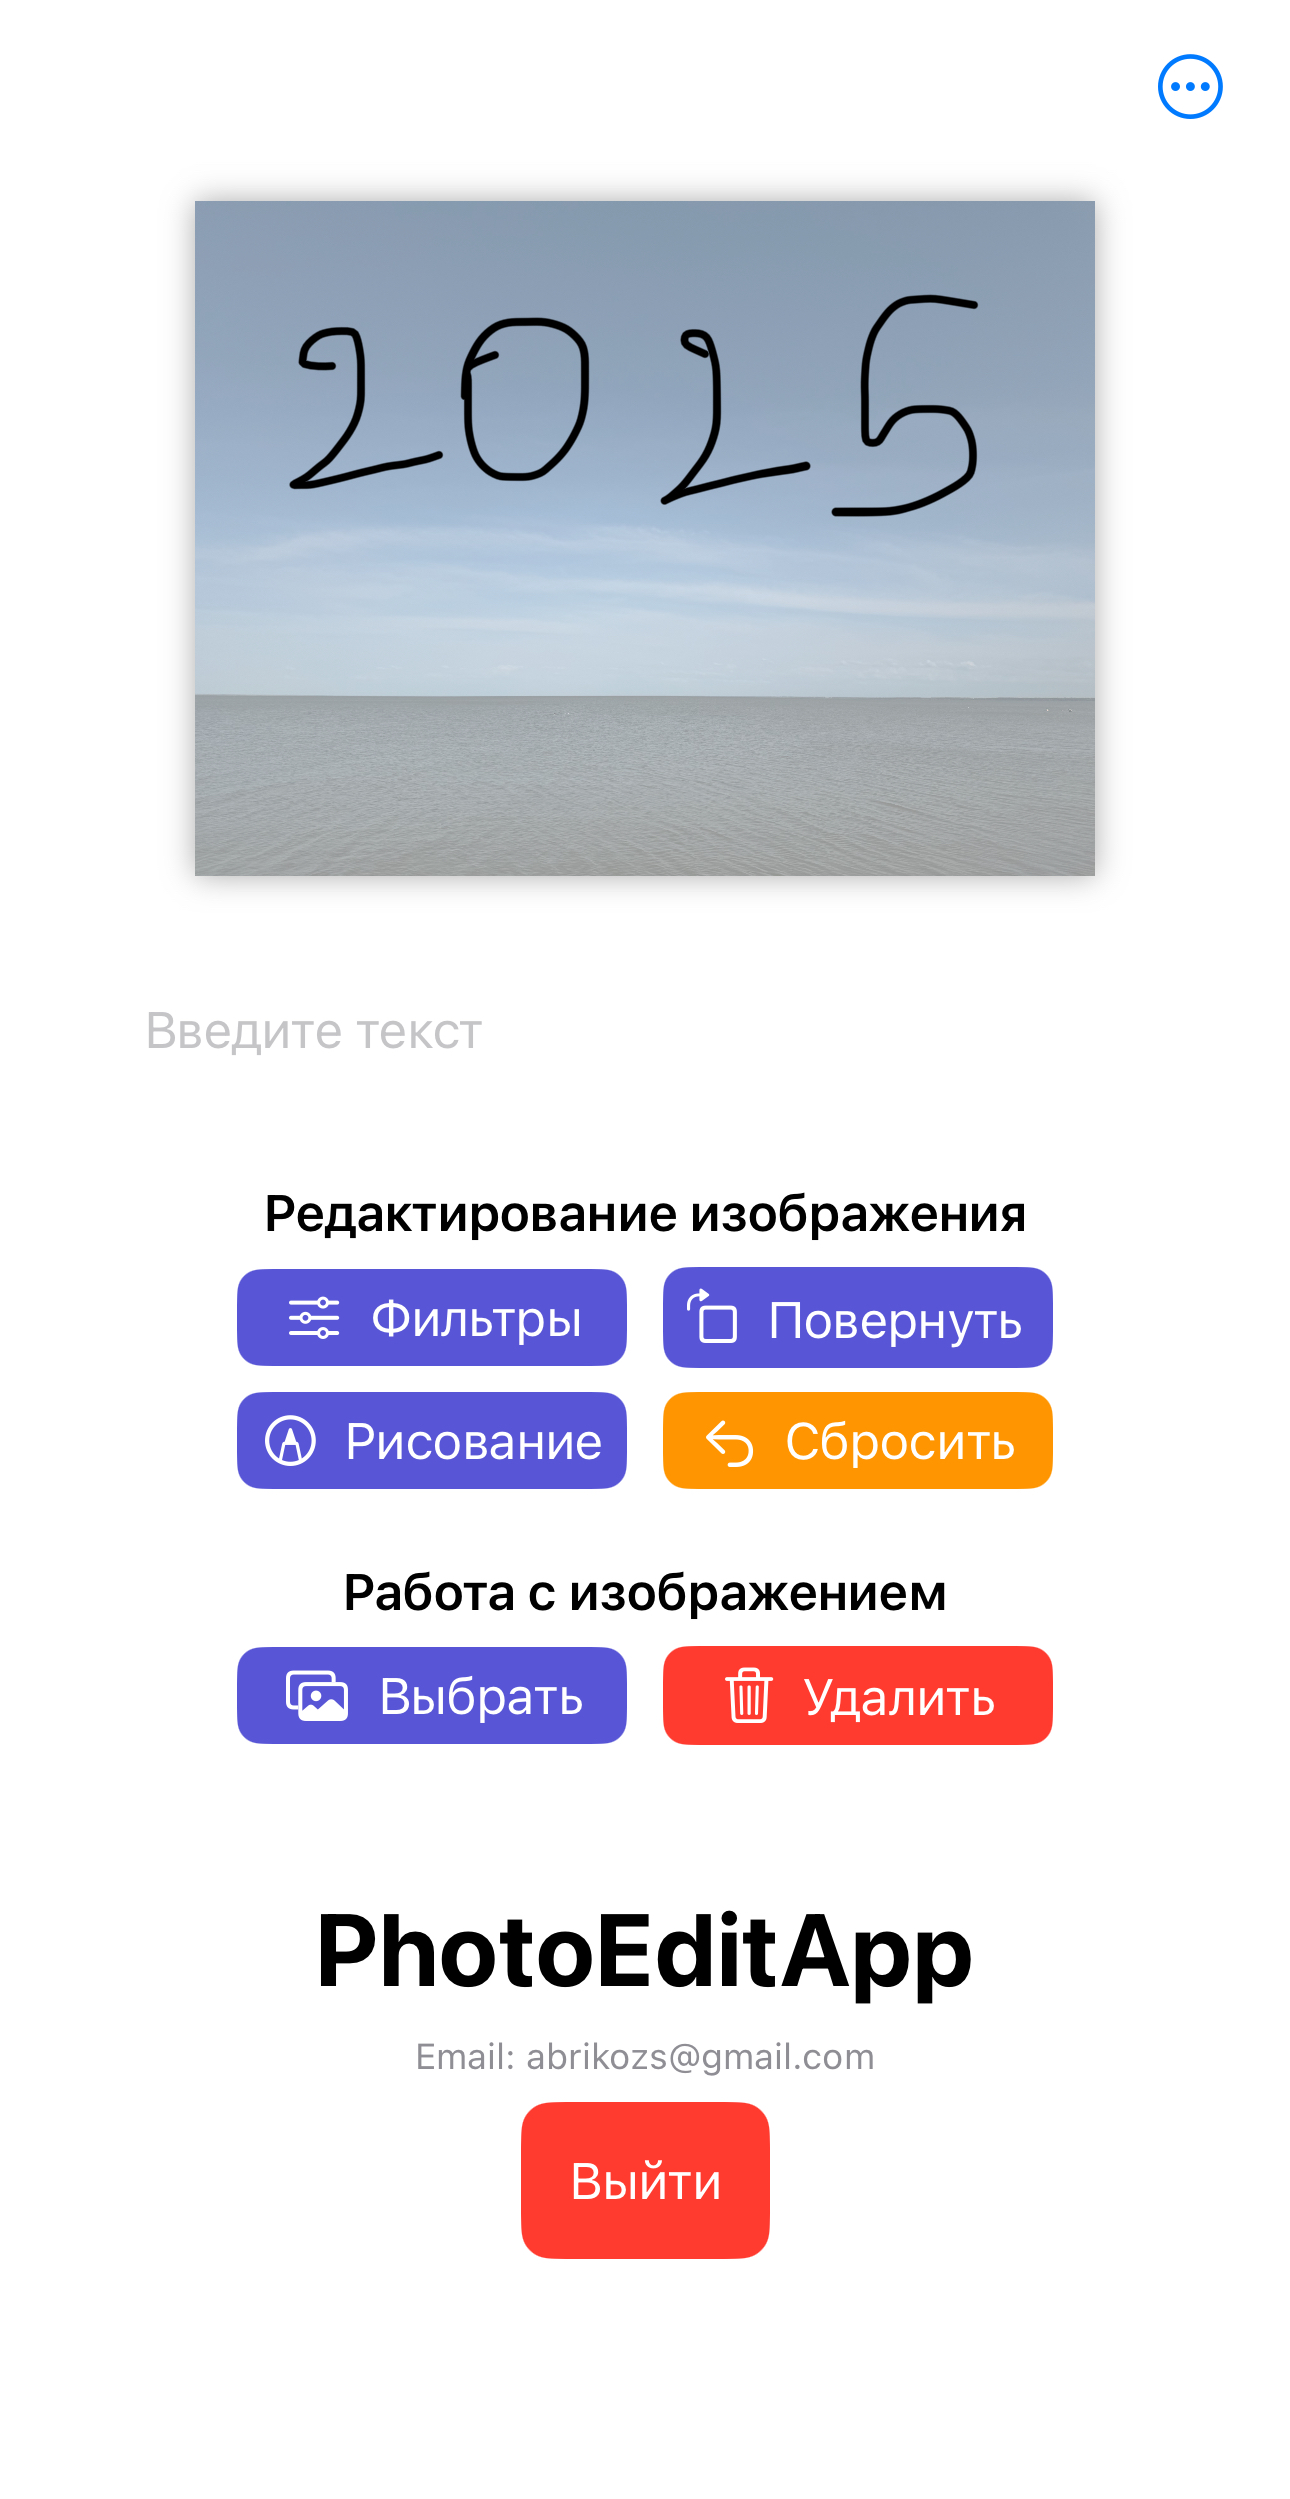 2025
Введите текст
Редактирование изображения
Фильтры Повернуть
Рисование Сбросить
Работа с изображением
Выбрать Удалить
PhotoEditApp
Email: abrikozs@gmail.com
Выйти